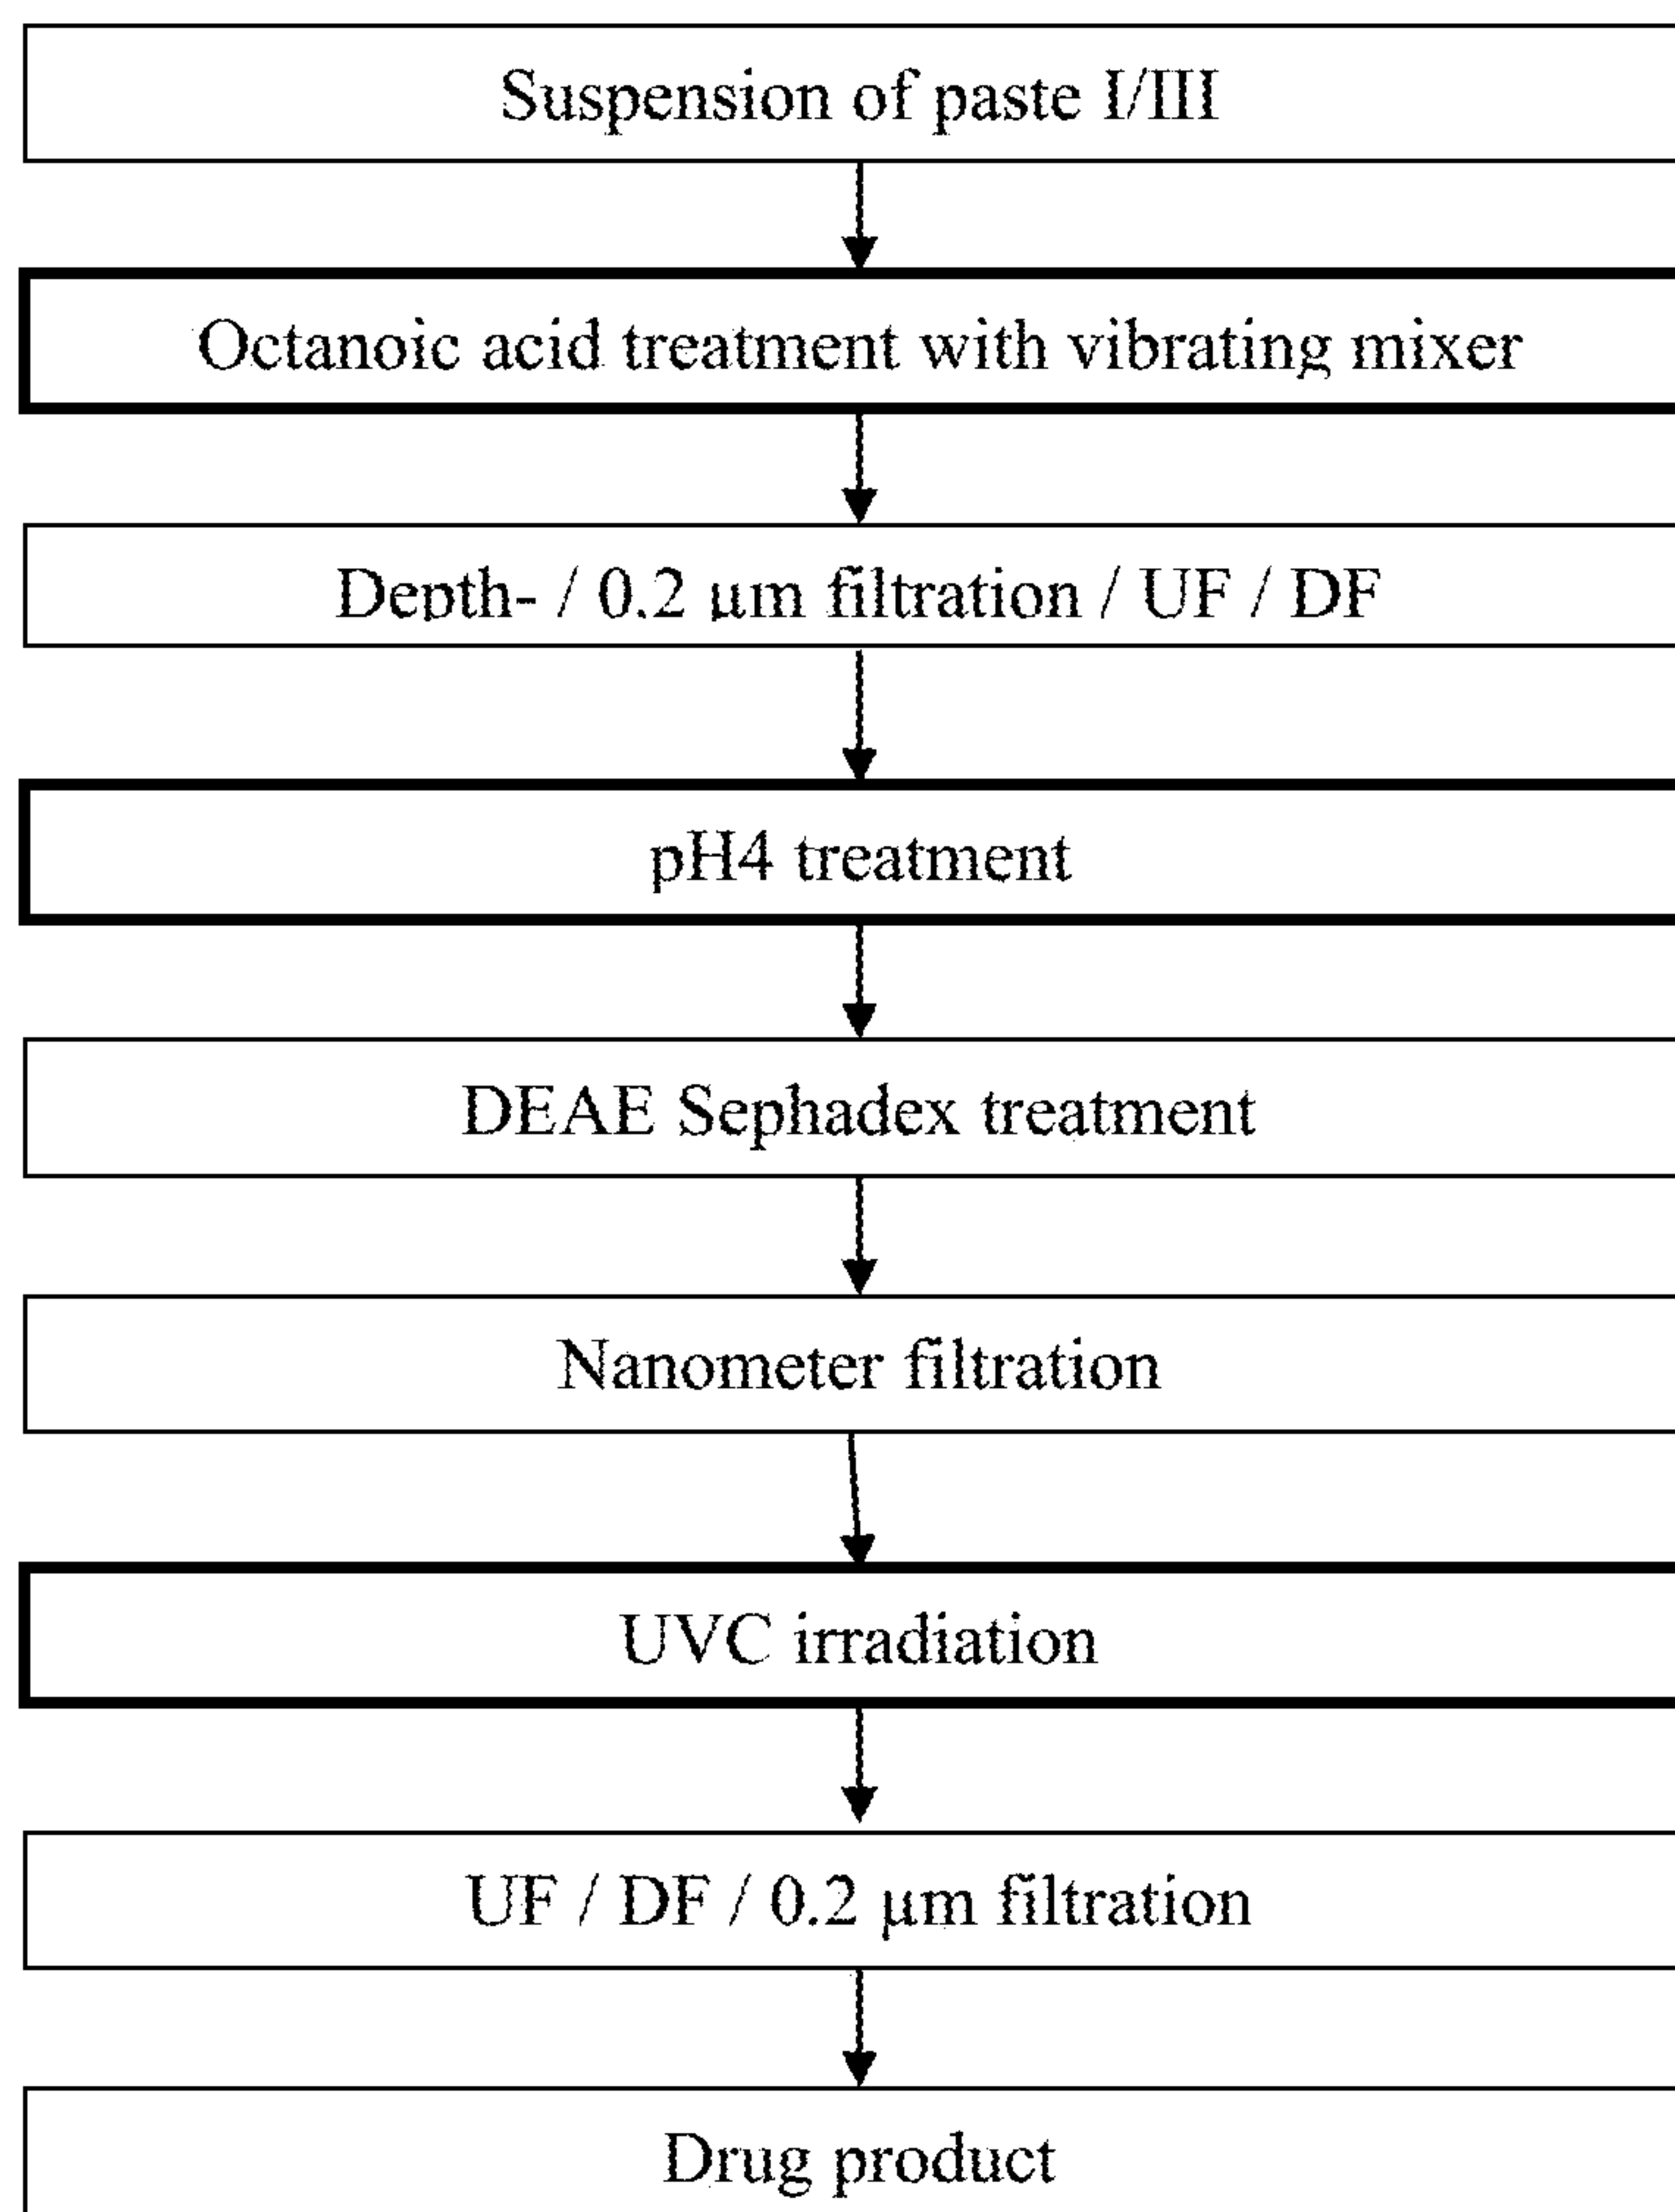 Suspension of paste I/III
Octanoic acid treatment with vibrating mixer
Depth- / 0.2 µm filtration / UF / DF
pH4 treatment
DEAE Sephadex treatment
Nanometer filtration
UVC irradiation
UF / DF / 0.2 µm filtration
Drug product